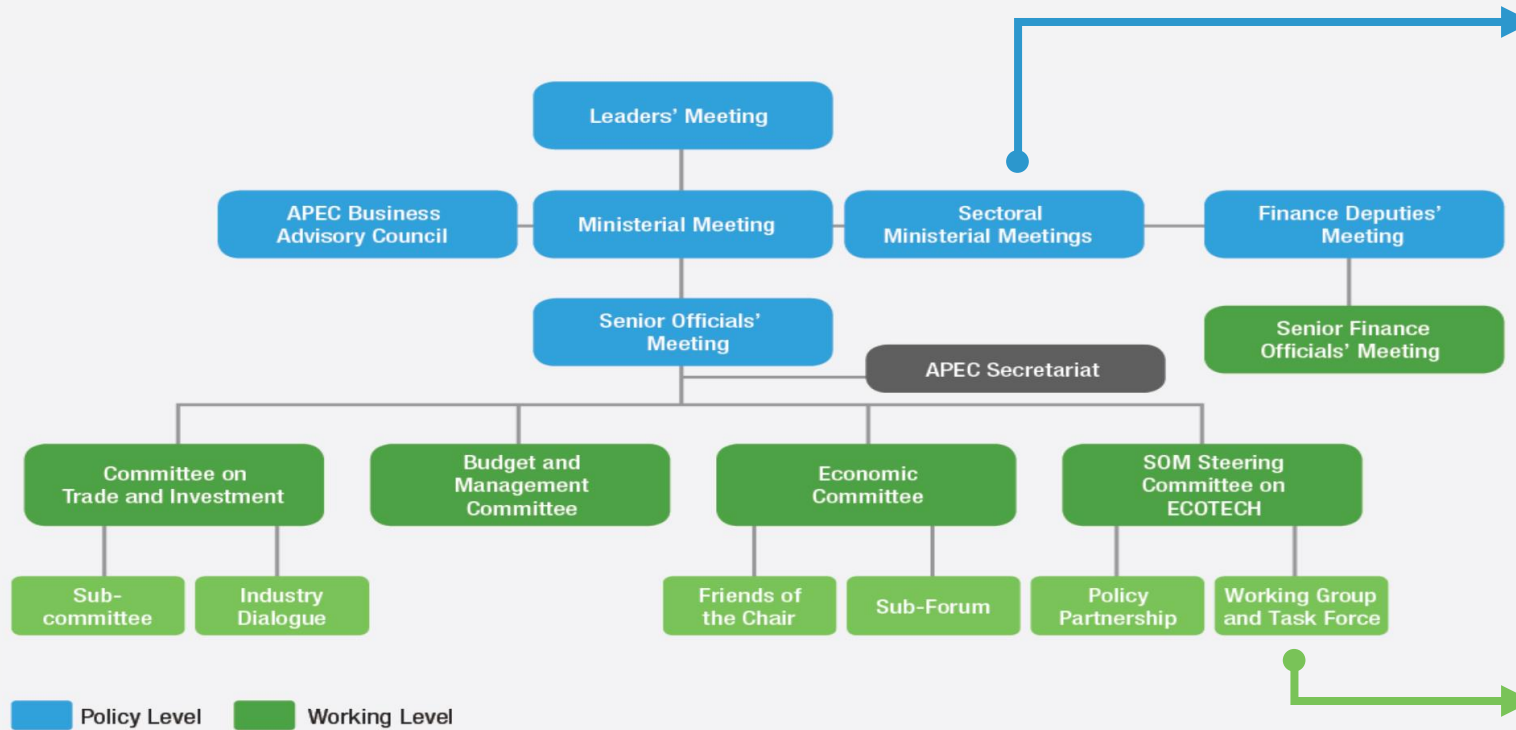 Leaders’ Meeting
APEC Business
Advisory Council
Ministerial Meeting
Sectoral
Ministerial Meetings
Finance Deputies’
Meeting
Senior Officials’
Meeting
Senior Finance
Officials’ Meeting
APEC Secretariat
Committee on
Trade and Investment
Budget and
Management
Committee
Economic
Committee
SOM Steering
Committee on
ECOTECH
Sub-
committee
Industry
Dialogue
Friends of
the Chair
Sub-Forum
Policy
Partnership
Working Group
and Task Force
Policy Level
Working Level